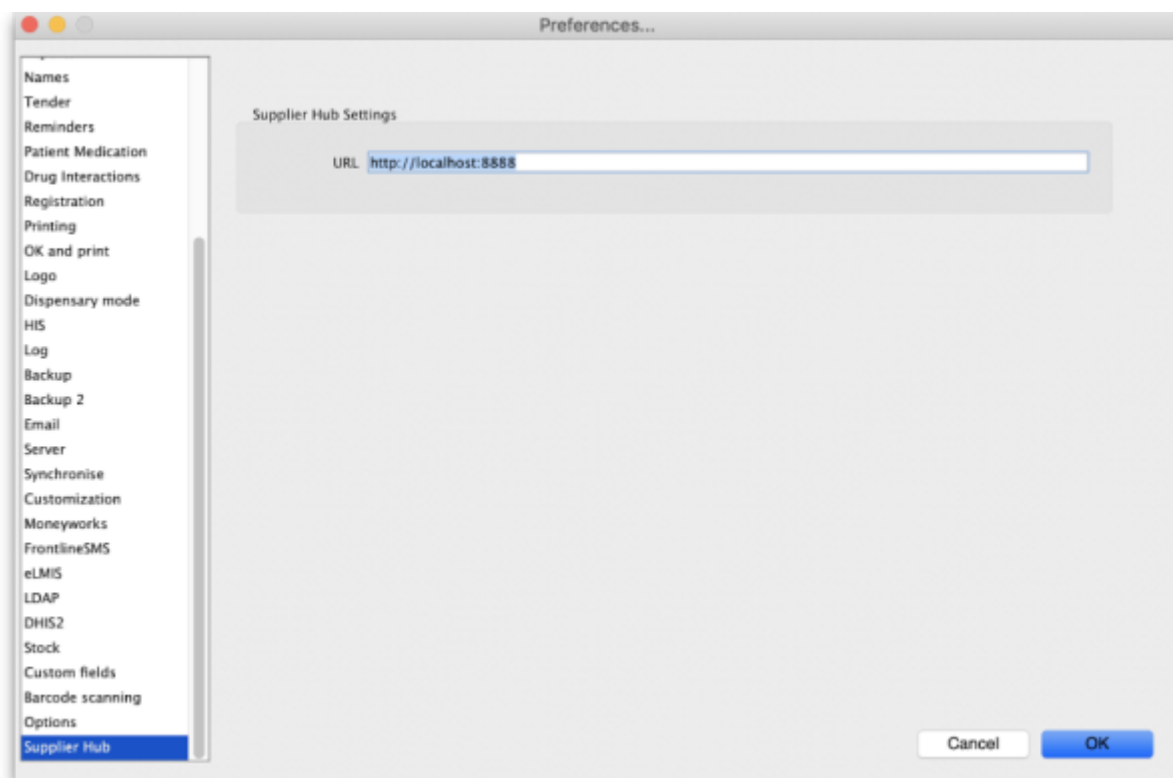 Preferences...
Names
Tender
Reminders
Patient Medication
Drug Interactions
Registration
Printing
OK and print
Logo
Dispensary mode
HIS
Log
Backup
Backup 2
Email
Server
Synchronise
Customization
Moneyworks
FrontlineSMS
eLMIS
LDAP
DHIS2
Stock
Custom fields
Barcode scanning
Options
Supplier Hub
Supplier Hub Settings
URL http://localhost:8888
Cancel OK